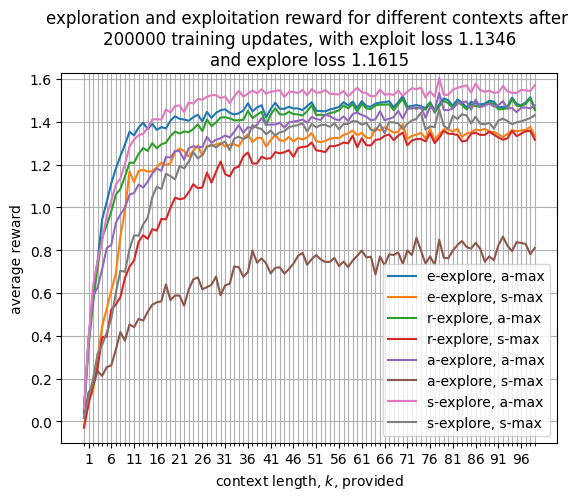 exploration and exploitation reward for different contexts after
200000 training updates, with exploit loss 1.1346
and explore loss 1.1615
1.6
1.4
1.2
1.0
0.8
0.6
0.4
0.2
0.0
average reward
e-explore, a-max
e-explore, s-max
r-explore, a-max
r-explore, s-max
a-explore, a-max
a-explore, s-max
s-explore, a-max
s-explore, s-max
1 6 11 16 21 26 31 36 41 46 51 56 61 66 71 76 81 86 91 96
context length, k, provided